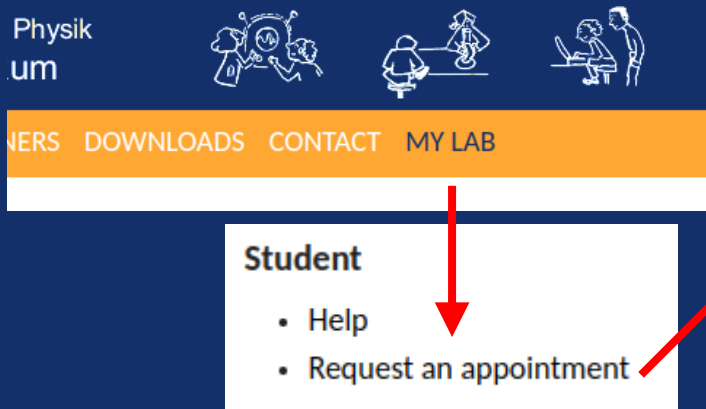 Physik
um
NERS DOWNLOADS CONTACT MY LAB
Student
• Help
• Request an appointment